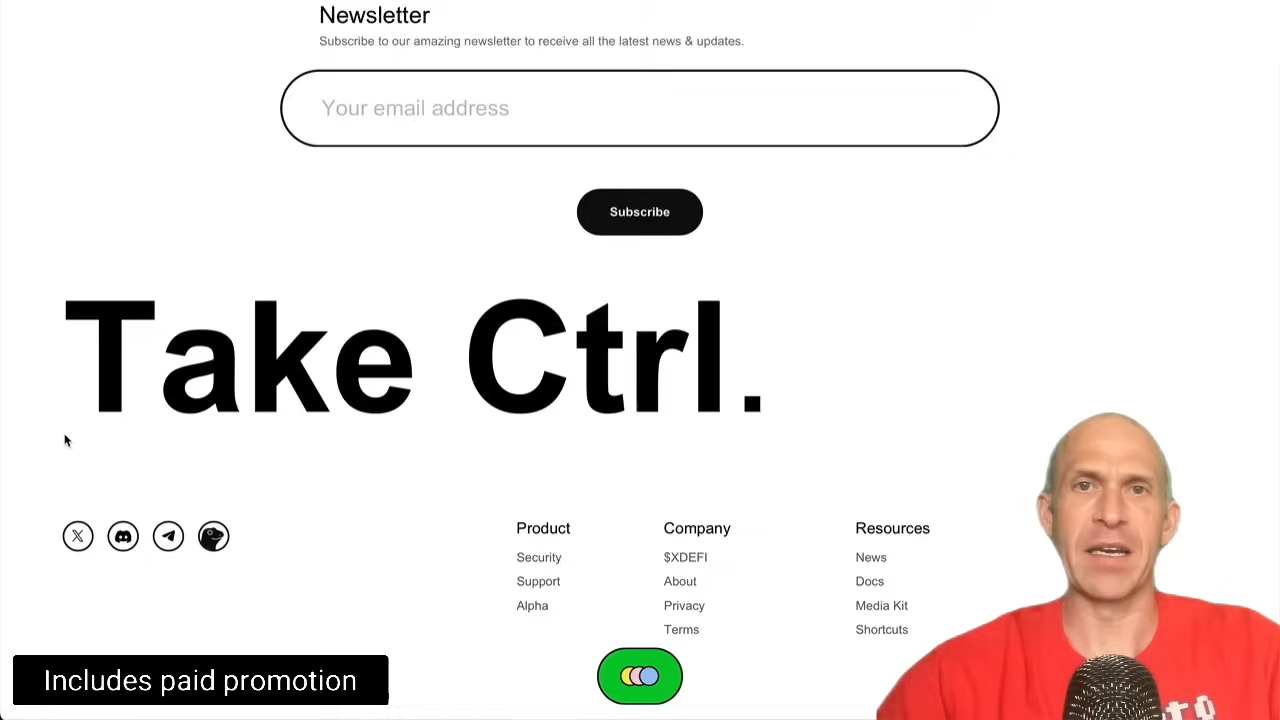 Newsletter
Subscribe to our amazing newsletter to receive all the latest news & updates.
Your email address
Subscribe
Take Ctrl.
Product
Security
Support
Alpha
Company
$XDEFI
About
Privacy
Terms
Resources
News
Docs
Media Kit
Shortcuts
Includes paid promotion